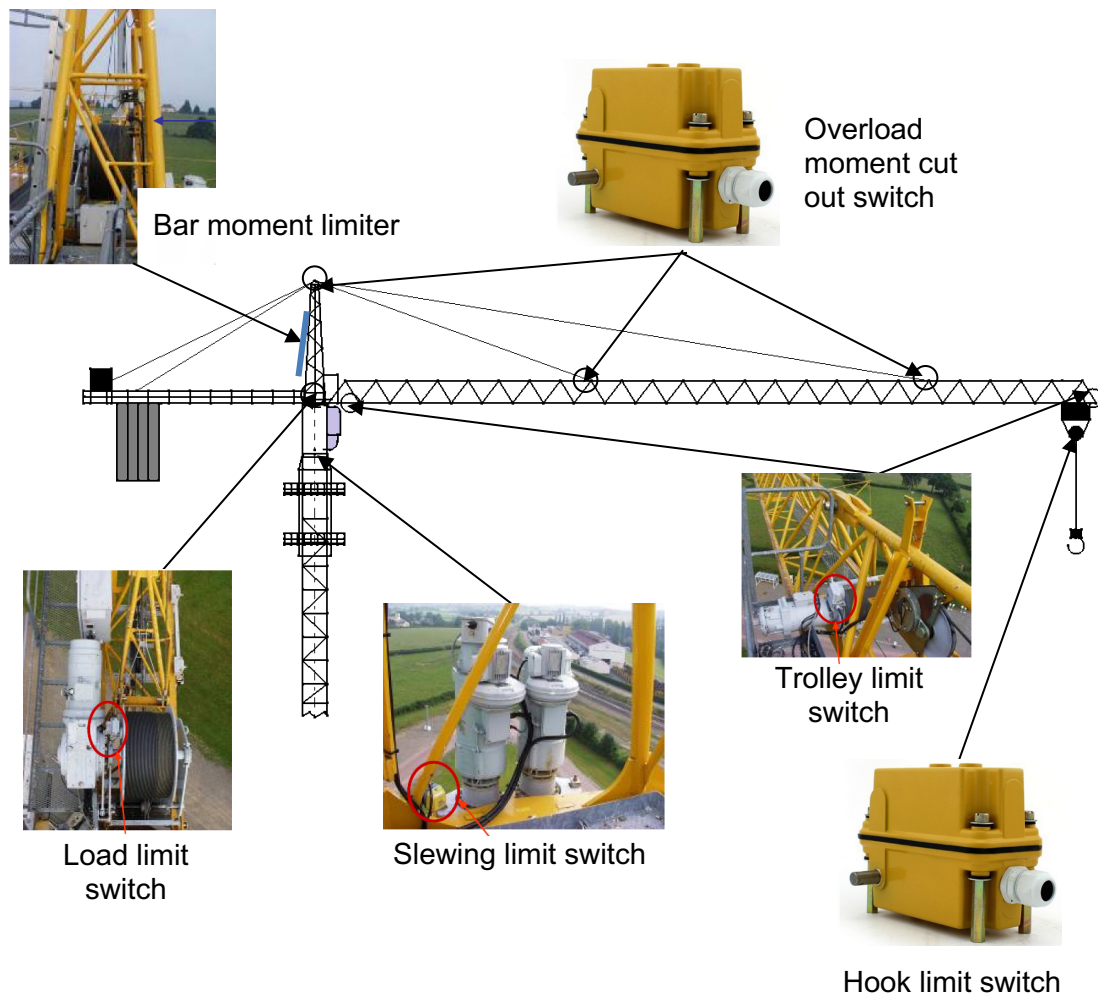 Overload
moment cut
out switch
Bar moment limiter
Trolley limit
switch
Load limit
switch
Slewing limit switch
Hook limit switch